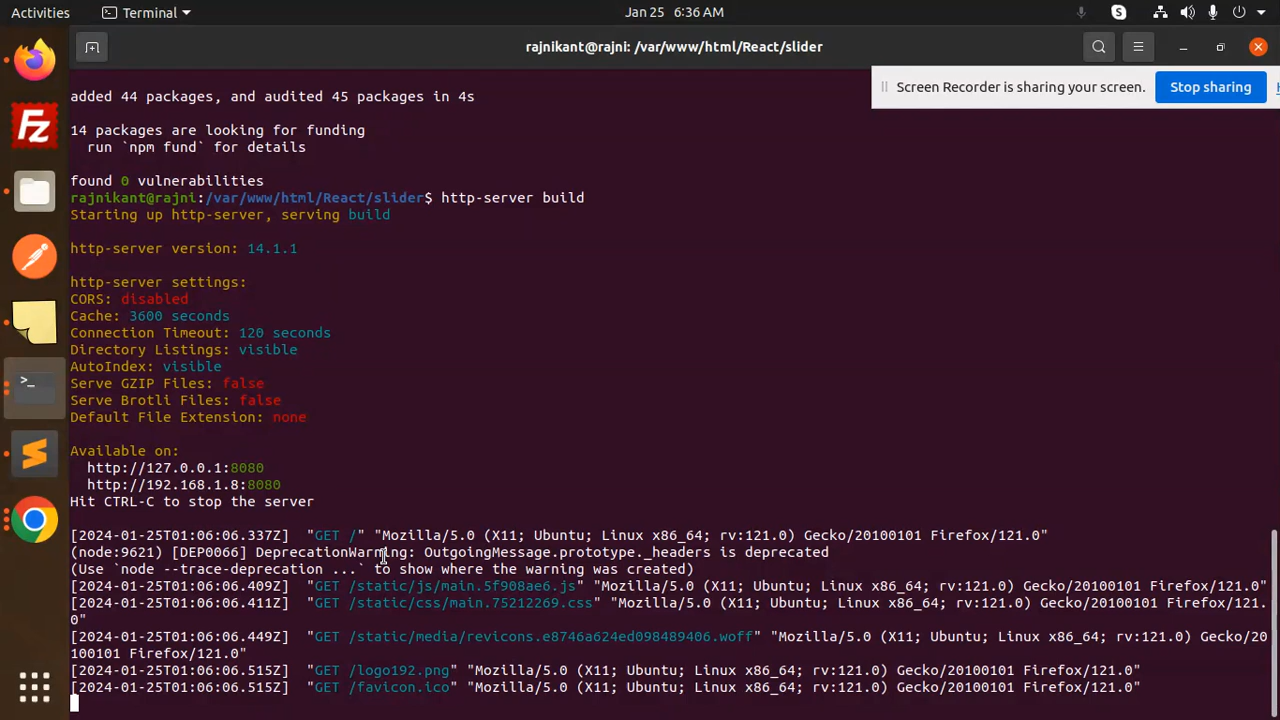 Activities
Terminal
Jan 25 6:36 AM
rajnikant@rajni: /var/www/html/React/slider
Screen Recorder is sharing your screen.
Stop sharing
added 44 packages, and audited 45 packages in 4s
14 packages are looking for funding
run `npm fund` for details
found 0 vulnerabilities
rajnikant@rajni:/var/www/html/React/slider$ http-server build
Starting up http-server, serving build
http-server version: 14.1.1
http-server settings:
CORS: disabled
Cache: 3600 seconds
Connection Timeout: 120 seconds
Directory Listings: visible
AutoIndex: visible
Serve GZIP Files: false
Serve Brotli Files: false
Default File Extension: none
Available on:
http://127.0.0.1:8080
http://192.168.1.8:8080
Hit CTRL-C to stop the server
[2024-01-25T01:06:06.337Z]  "GET /" "Mozilla/5.0 (X11; Ubuntu; Linux x86_64; rv:121.0) Gecko/20100101 Firefox/121.0"
(node:9621) [DEP0066] DeprecationWarning: OutgoingMessage.prototype._headers is deprecated
(Use `node --trace-deprecation ...` to show where the warning was created)
[2024-01-25T01:06:06.409Z]  "GET /static/js/main.5f908ae6.js" "Mozilla/5.0 (X11; Ubuntu; Linux x86_64; rv:121.0) Gecko/20100101 Firefox/121.0"
[2024-01-25T01:06:06.411Z]  "GET /static/css/main.75212269.css" "Mozilla/5.0 (X11; Ubuntu; Linux x86_64; rv:121.0) Gecko/20100101 Firefox/121.
0"
[2024-01-25T01:06:06.449Z]  "GET /static/media/revicons.e8746a624ed098489406.woff" "Mozilla/5.0 (X11; Ubuntu; Linux x86_64; rv:121.0) Gecko/20
100101 Firefox/121.0"
[2024-01-25T01:06:06.515Z]  "GET /logo192.png" "Mozilla/5.0 (X11; Ubuntu; Linux x86_64; rv:121.0) Gecko/20100101 Firefox/121.0"
[2024-01-25T01:06:06.515Z]  "GET /favicon.ico" "Mozilla/5.0 (X11; Ubuntu; Linux x86_64; rv:121.0) Gecko/20100101 Firefox/121.0"